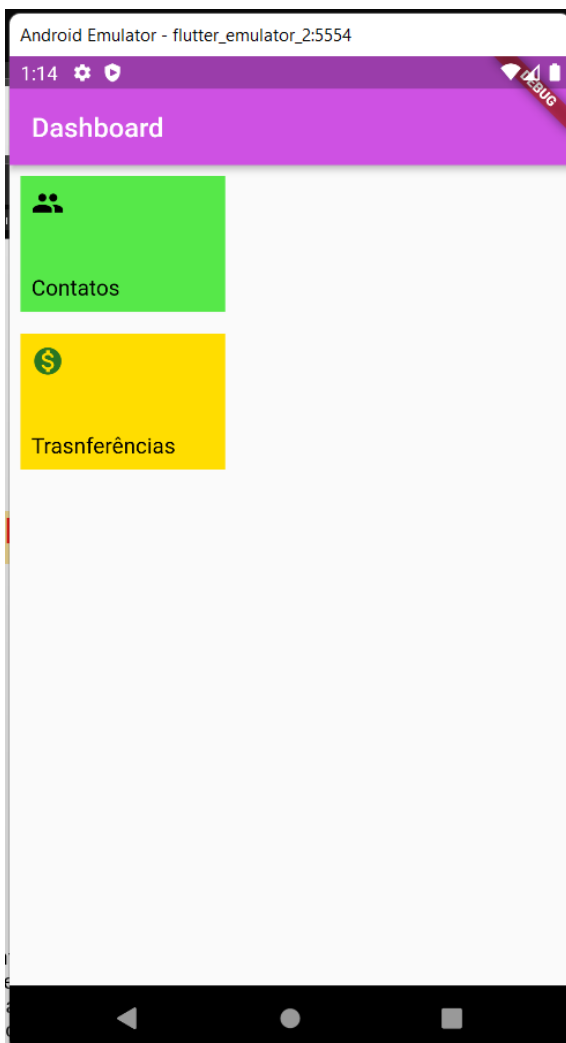 Android Emulator - flutter_emulator_2:5554
1:14
DEBUG
Dashboard
Contatos
Trasnferências